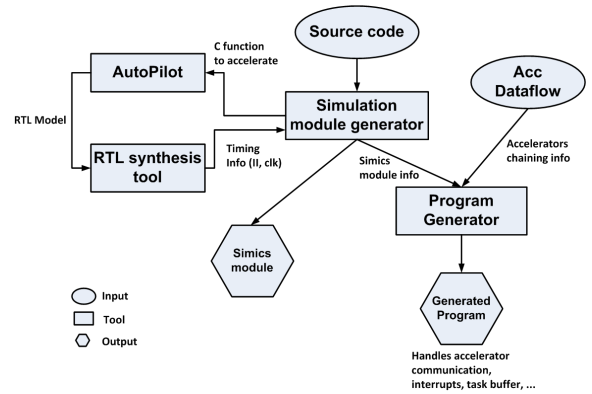 Source code
C function
to accelerate
AutoPilot
Acc
Dataflow
Simulation
module generator
RTL Model
RTL synthesis
tool
Timing
Info (II, clk)
Simics
module info
Accelerators
chaining info
Program
Generator
Simics
module
Generated
Program
Input
Tool
Output
Handles accelerator
communication,
interrupts, task buffer, ...